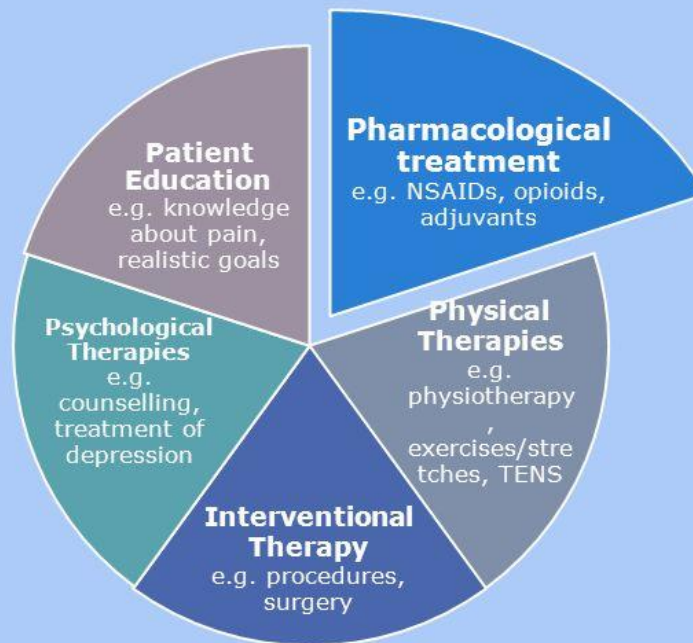 Pharmacological
treatment
e.g. NSAIDs, opioids,
adjuvants
Physical
Therapies
e.g.
physiotherapy
,
exercises/stre
tches, TENS
Interventional
Therapy
e.g. procedures,
surgery
Psychological
Therapies
e.g.
counselling,
treatment of
depression
Patient
Education
e.g. knowledge
about pain,
realistic goals